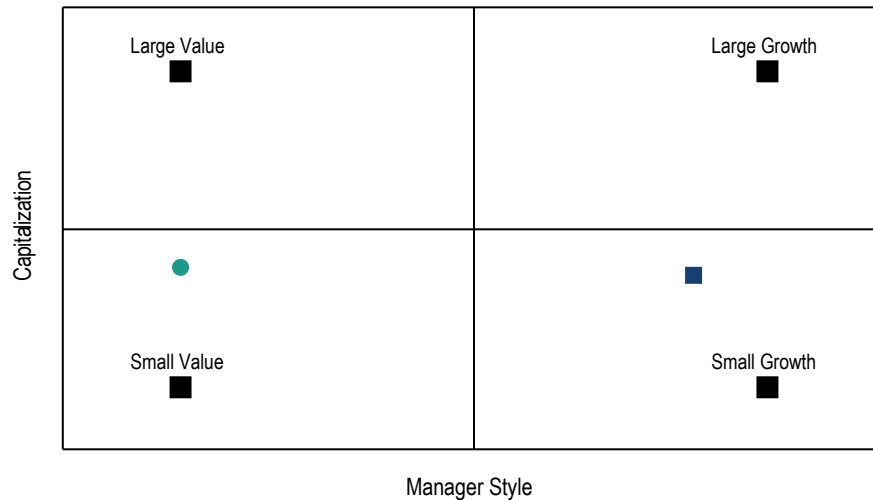 Large Value
Large Growth
Capitalization
Small Value
Small Growth
Manager Style